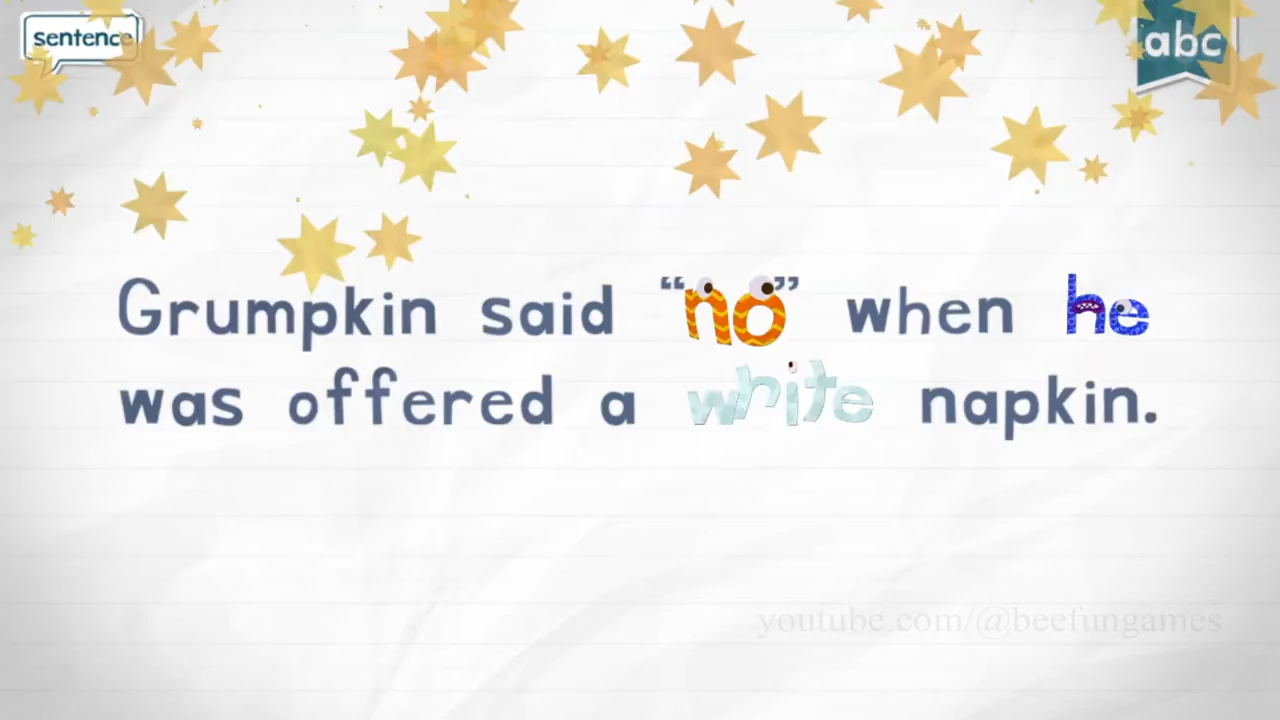 sentence
abc
Grumpkin said “no” when he
was offered a white napkin.
youtube.com/@beefungames